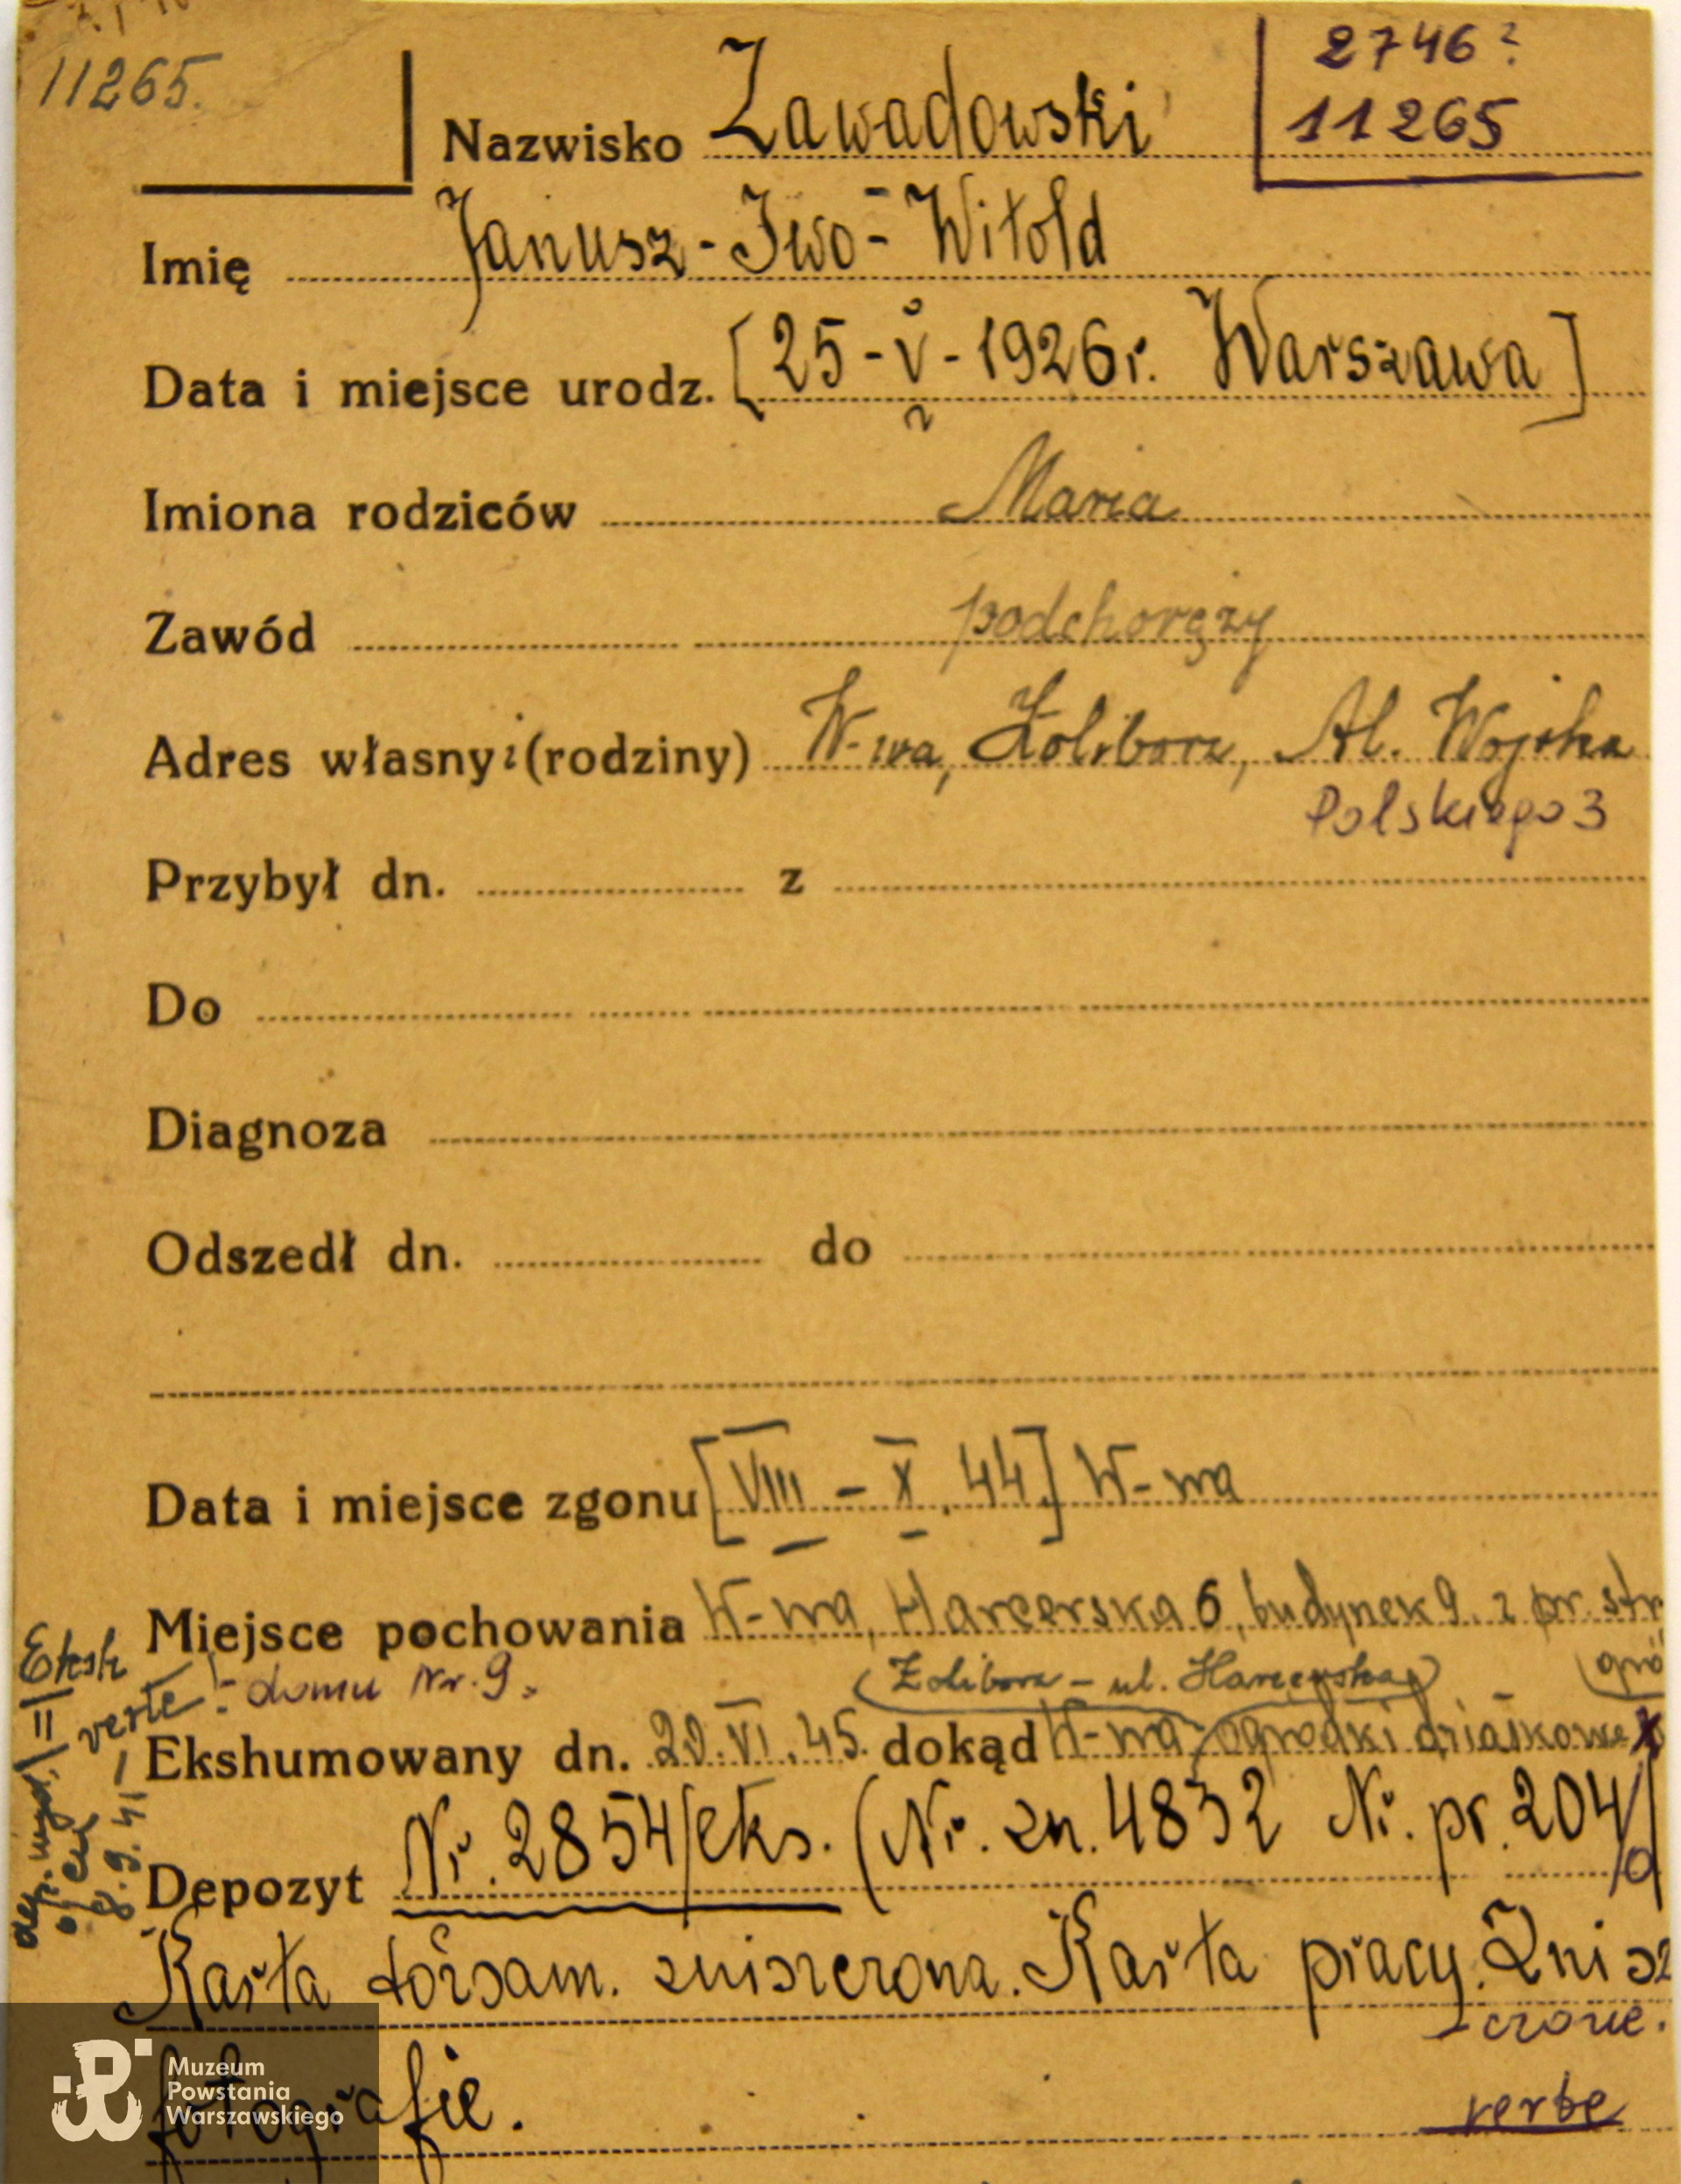 11265.
2746?
11265
Nazwisko Zawadowski
Imię Janusz-Iwo-Witold
Data i miejsce urodz. [25-V-1926r. Warszawa]
Imiona rodziców Maria
Zawód podchorąży
Adres własny i (rodziny) W-wa, Żoliborz, Al. Wojska
Polskiego 3
Przybył dn. z
Do
Diagnoza
Odszedł dn. do
Data i miejsce zgonu [VIII - X. 44] W-wa
Miejsce pochowania W-wa, Harcerska 6, budynek 9. z pr. str
domu Nr. 9.
(Żoliborz - ul. Harcerska)
Eksh
verte!
Ekshumowany dn. 29.VI.45. dokąd W-wa, ogrodki działkowe
Depozyt Nr. 2854/eks. (Nr. zn. 4832 Nr. pr. 204)
Karta tożsam. zniszczona. Karta pracy. Znisz
-czone.
fotografie.
verte
Muzeum
Powstania
Warszawskiego